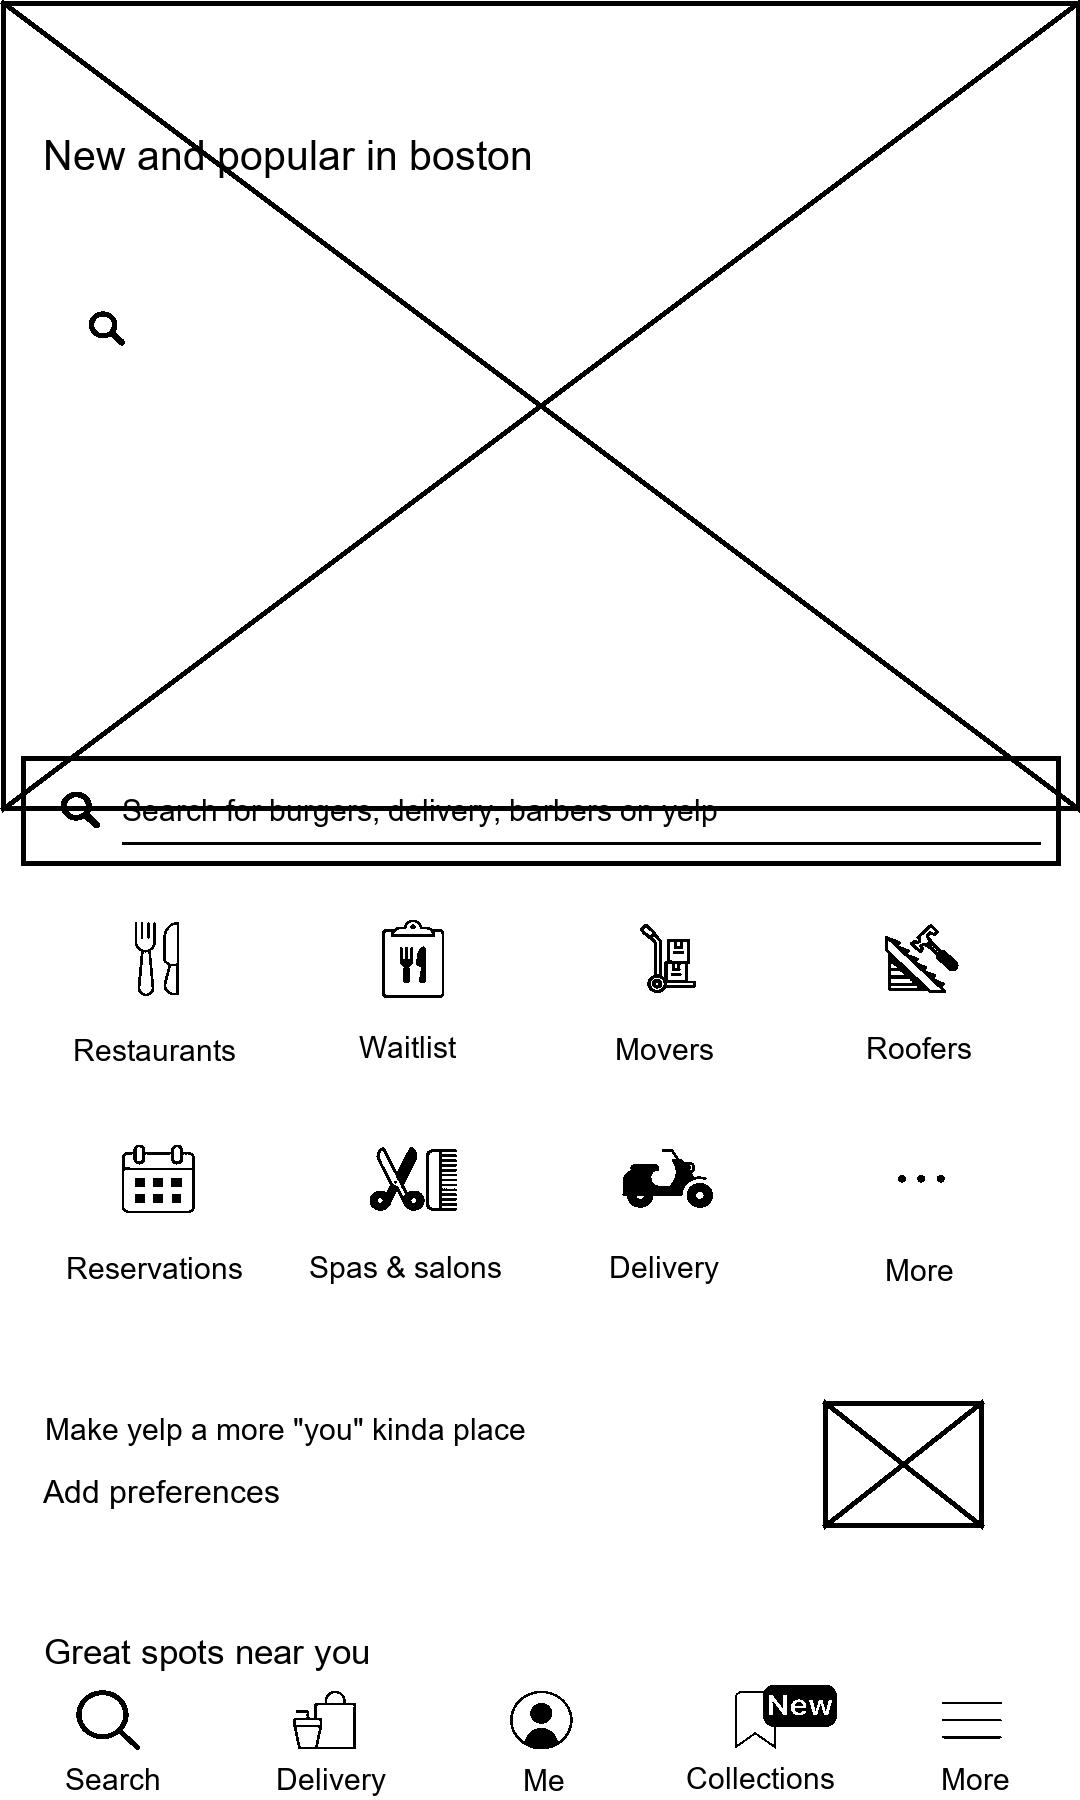 New and popular in boston
Search for burgers, delivery, barbers on yelp
Restaurants
Waitlist
Movers
Roofers
Reservations
Spas & salons
Delivery
More
Make yelp a more "you" kinda place
Add preferences
Great spots near you
New
Search
Delivery
Me
Collections
More